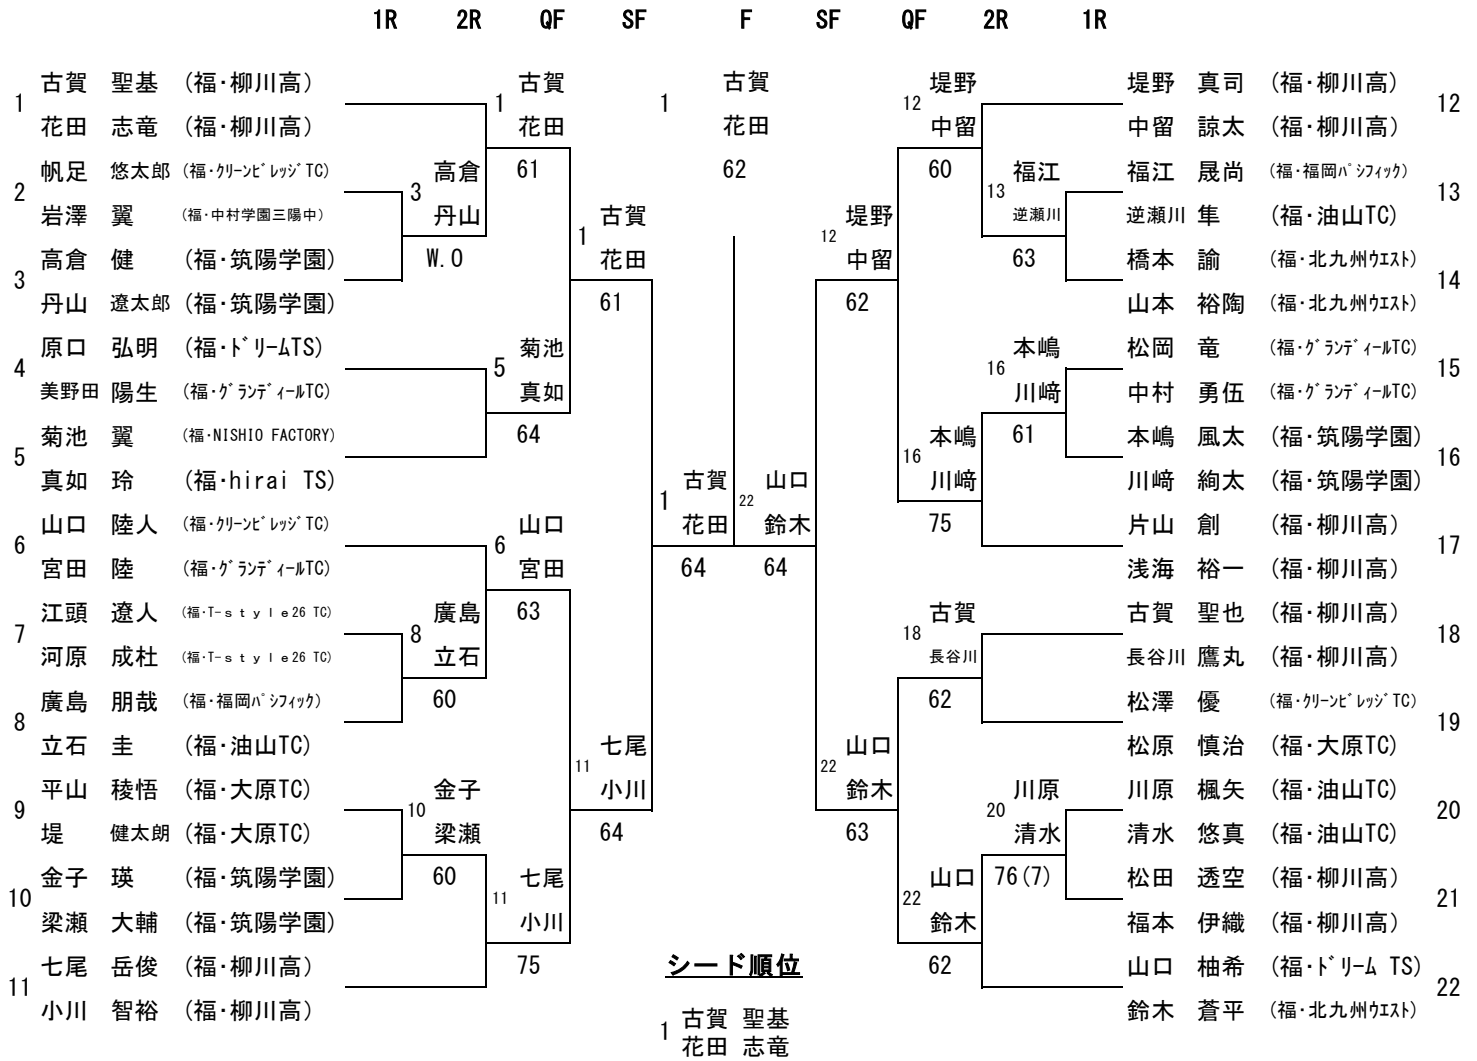 1R 2R QF SF F SF QF 2R 1R
古賀 聖基 (福・柳川高) 古賀 古賀 堤野 堤野 真司 (福・柳川高)
1 1 1 12 12
花田 志竜 (福・柳川高) 花田 花田 中留 中留 諒太 (福・柳川高)
帆足 悠太郎 (福・クリーンビレッジTC) 高倉 61 62 60 福江 福江 晟尚 (福・福岡パシフィック)
2 3 13 13
岩澤 翼 (福・中村学園三陽中) 丹山 古賀 堤野 逆瀬川 逆瀬川 隼 (福・油山TC)
1 12
高倉 健 (福・筑陽学園) W.O 花田 中留 63 橋本 諭 (福・北九州ウエスト)
3 14
丹山 遼太郎 (福・筑陽学園) 61 62 山本 裕陶 (福・北九州ウエスト)
原口 弘明 (福・ドリームTS) 菊池 本嶋 松岡 竜 (福・グランディールTC)
4 5 16 15
美野田 陽生 (福・グランディールTC) 真如 川﨑 中村 勇伍 (福・グランディールTC)
菊池 翼 (福・NISHIO FACTORY) 64 本嶋 61 本嶋 風太 (福・筑陽学園)
5 16 16
真如 玲 (福・hirai TS) 古賀 山口 川﨑 川﨑 絢太 (福・筑陽学園)
1 22
山口 陸人 (福・クリーンビレッジTC) 山口 花田 鈴木 75 片山 創 (福・柳川高)
6 6 17
宮田 陸 (福・グランディールTC) 宮田 64 64 浅海 裕一 (福・柳川高)
江頭 遼人 (福・T-style26 TC) 廣島 63 古賀 古賀 聖也 (福・柳川高)
7 8 18 18
河原 成杜 (福・T-style26 TC) 立石 長谷川 長谷川 鷹丸 (福・柳川高)
廣島 朋哉 (福・福岡パシフィック) 60 62 松澤 優 (福・クリーンビレッジTC)
8 19
立石 圭 (福・油山TC) 七尾 山口 松原 慎治 (福・大原TC)
11 22
平山 稜悟 (福・大原TC) 金子 小川 鈴木 川原 川原 楓矢 (福・油山TC)
9 10 20 20
堤 健太朗 (福・大原TC) 梁瀬 64 63 清水 清水 悠真 (福・油山TC)
金子 瑛 (福・筑陽学園) 60 七尾 山口 76(7) 松田 透空 (福・柳川高)
10 11 22 21
梁瀬 大輔 (福・筑陽学園) 小川 鈴木 福本 伊織 (福・柳川高)
七尾 岳俊 (福・柳川高) 75 シード順位 62 山口 柚希 (福・ドリーム TS)
11 22
小川 智裕 (福・柳川高) 鈴木 蒼平 (福・北九州ウエスト)
古賀 聖基
1
花田 志竜